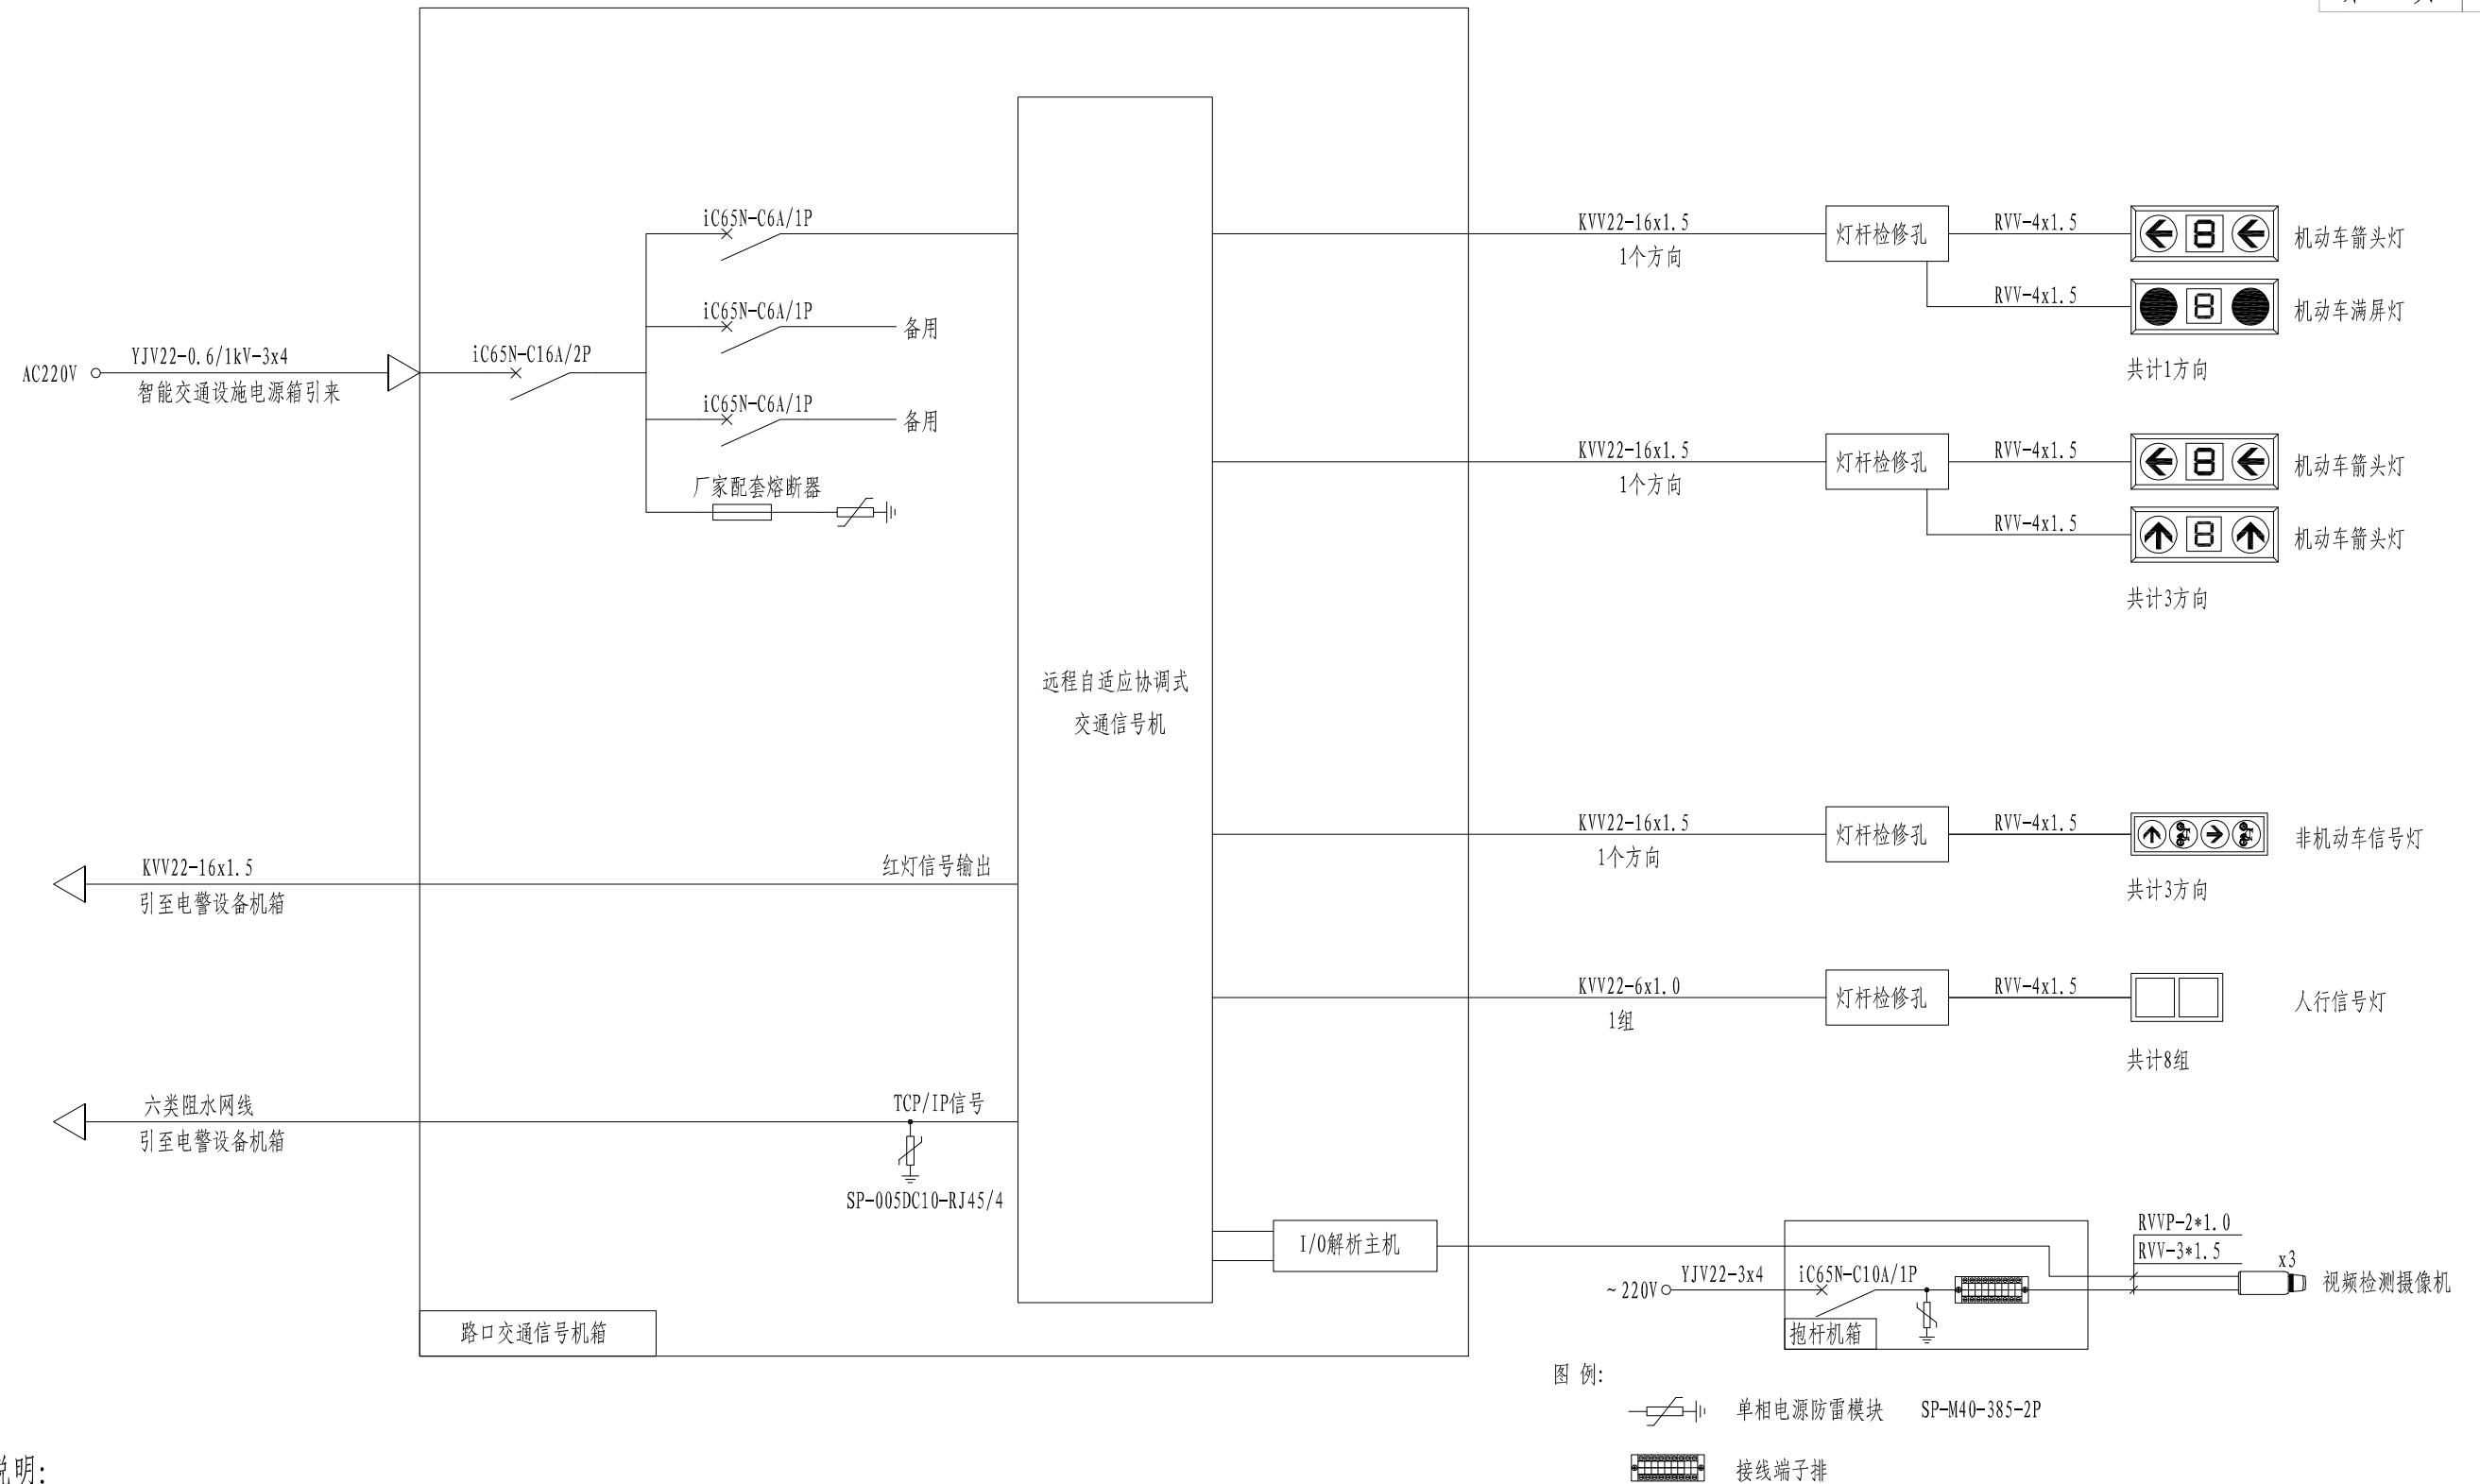 iC65N-C6A/1P
KVV22-16x1.5
1个方向
灯杆检修孔
RVV-4x1.5
机动车箭头灯
RVV-4x1.5
机动车满屏灯
共计1方向
iC65N-C6A/1P
备用
AC220V
YJV22-0.6/1kV-3x4
智能交通设施电源箱引来
iC65N-C16A/2P
iC65N-C6A/1P
备用
厂家配套熔断器
KVV22-16x1.5
1个方向
灯杆检修孔
RVV-4x1.5
机动车箭头灯
RVV-4x1.5
机动车箭头灯
共计3方向
远程自适应协调式
交通信号机
KVV22-16x1.5
1个方向
灯杆检修孔
RVV-4x1.5
非机动车信号灯
共计3方向
KVV22-16x1.5
引至电警设备机箱
红灯信号输出
KVV22-6x1.0
1组
灯杆检修孔
RVV-4x1.5
人行信号灯
共计8组
六类阻水网线
引至电警设备机箱
TCP/IP信号
SP-005DC10-RJ45/4
I/O解析主机
~220V
YJV22-3x4
iC65N-C10A/1P
抱杆机箱
RVVP-2*1.0
RVV-3*1.5
x3
视频检测摄像机
路口交通信号机箱
图 例:
单相电源防雷模块 SP-M40-385-2P
接线端子排
说明: